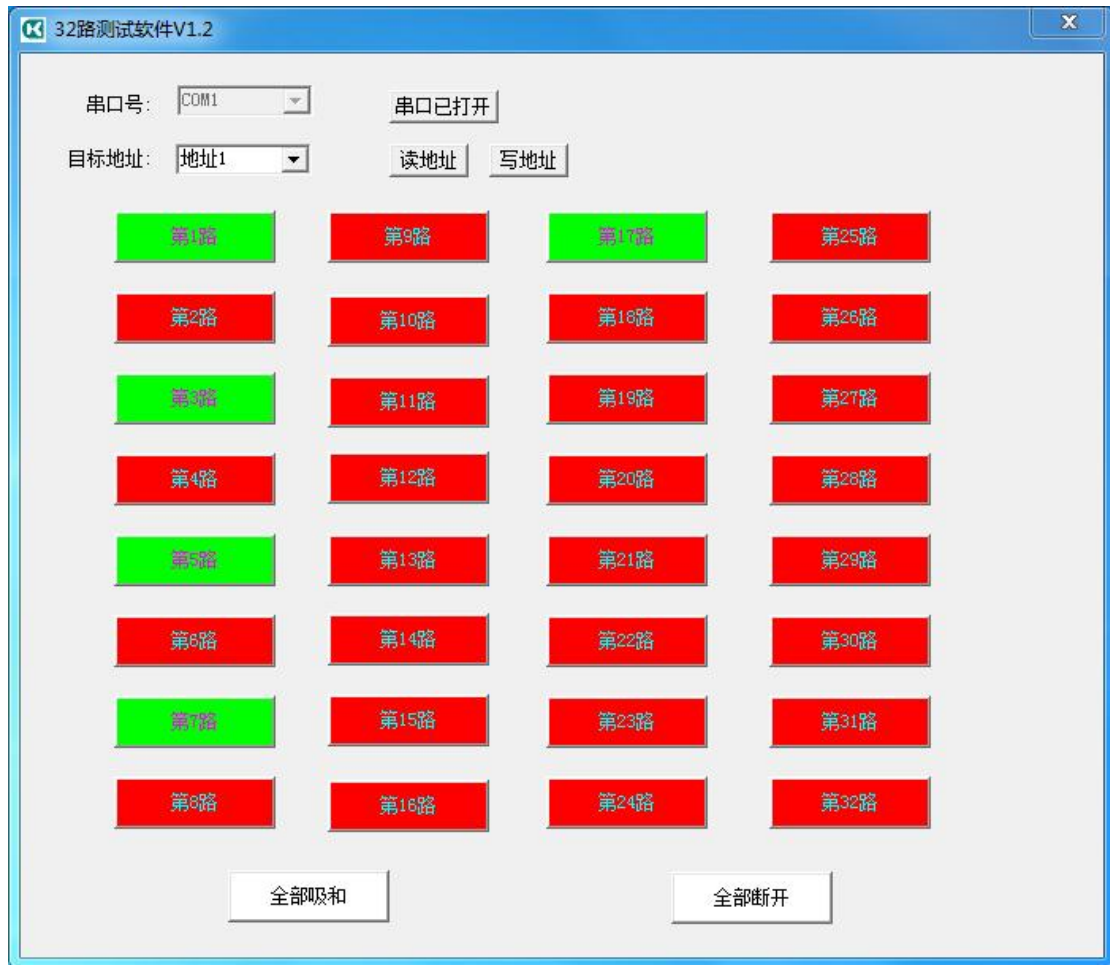 32路测试软件V1.2
串口号: COM1 串口已打开
目标地址: 地址1 读地址 写地址
第1路 第9路 第17路 第25路
第2路 第10路 第18路 第26路
第3路 第11路 第19路 第27路
第4路 第12路 第20路 第28路
第5路 第13路 第21路 第29路
第6路 第14路 第22路 第30路
第7路 第15路 第23路 第31路
第8路 第16路 第24路 第32路
全部吸和 全部断开